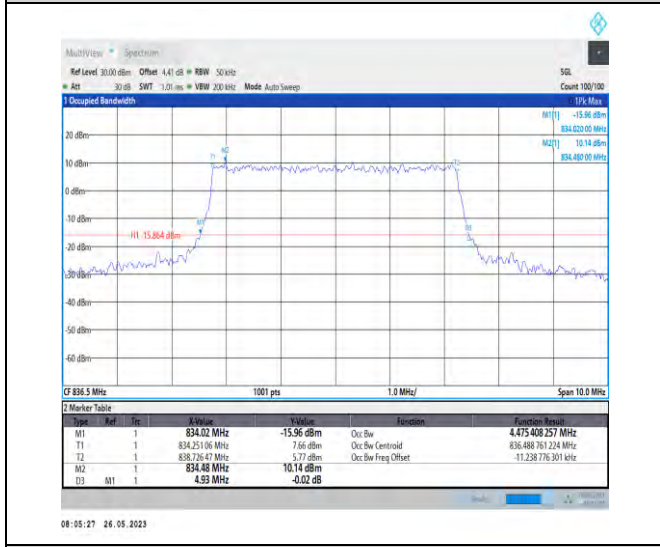 MultiView Spectrum
Ref Level 30.00 dBm Offset 4.41 dB RBW 50 kHz SGL
Att 30 dB SWT 1.01 ms VBW 200 kHz Mode Auto Sweep Count 100/100
1 Occupied Bandwidth 1Pk Max
M1[1] -15.96 dBm
834.02000 MHz
M2[1] 10.14 dBm
834.48000 MHz
20 dBm
10 dBm
0 dBm
-10 dBm
-20 dBm
-30 dBm
-40 dBm
-50 dBm
-60 dBm
T1
M2
T2
M1
H1 15.864 dBm
CF 836.5 MHz 1001 pts 1.0 MHz/ Span 10.0 MHz
2 Marker Table
Type Ref Trc X-Value Y-Value Function Function Result
M1 1 834.02 MHz -15.96 dBm Occ Bw 4.475 408 257 MHz
T1 1 834.251 06 MHz 7.66 dBm Occ Bw Centroid 836.488 761 224 MHz
T2 1 838.726 47 MHz 5.77 dBm Occ Bw Freq Offset -11.238 776 301 kHz
M2 1 834.48 MHz 10.14 dBm
D3 M1 1 4.93 MHz -0.02 dB
08:05:27 26.05.2023